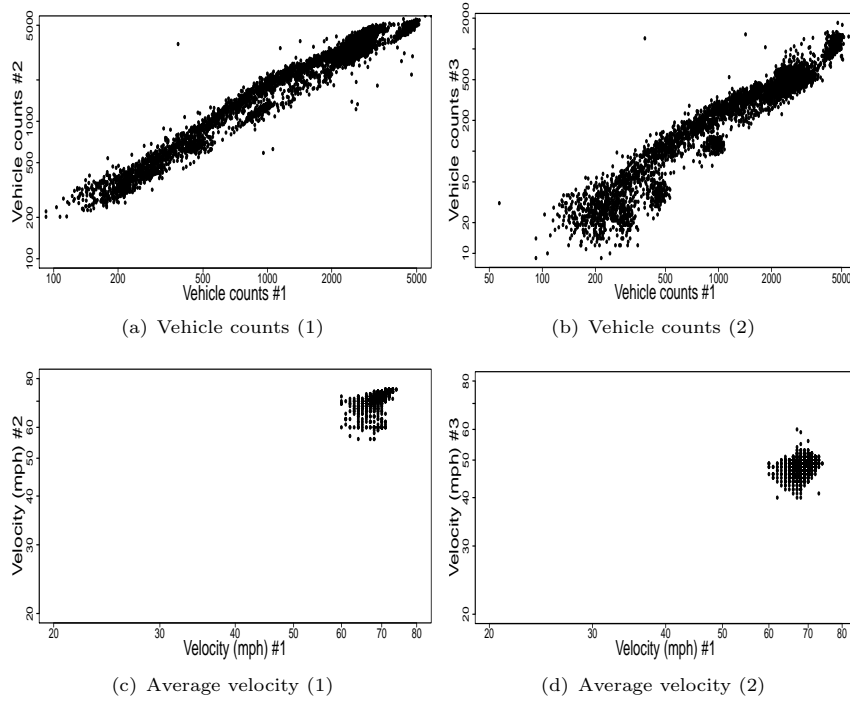 5000
1000
500
200
100
Vehicle counts #2
100 200 500 1000 2000 5000
Vehicle counts #1
(a) Vehicle counts (1)
2000
500
200
50
20
10
Vehicle counts #3
50 100 200 500 1000 2000 5000
Vehicle counts #1
(b) Vehicle counts (2)
80
60
50
40
30
20
Velocity (mph) #2
20 30 40 50 60 70 80
Velocity (mph) #1
(c) Average velocity (1)
80
60
50
40
30
20
Velocity (mph) #3
20 30 40 50 60 70 80
Velocity (mph) #1
(d) Average velocity (2)